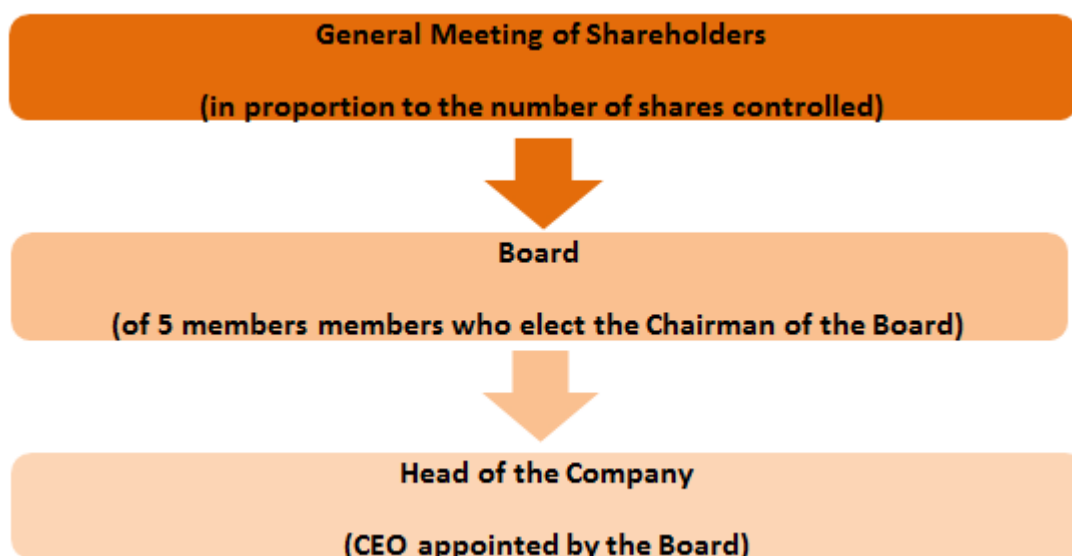 General Meeting of Shareholders
(in proportion to the number of shares controlled)
Board
(of 5 members members who elect the Chairman of the Board)
Head of the Company
(CEO appointed by the Board)